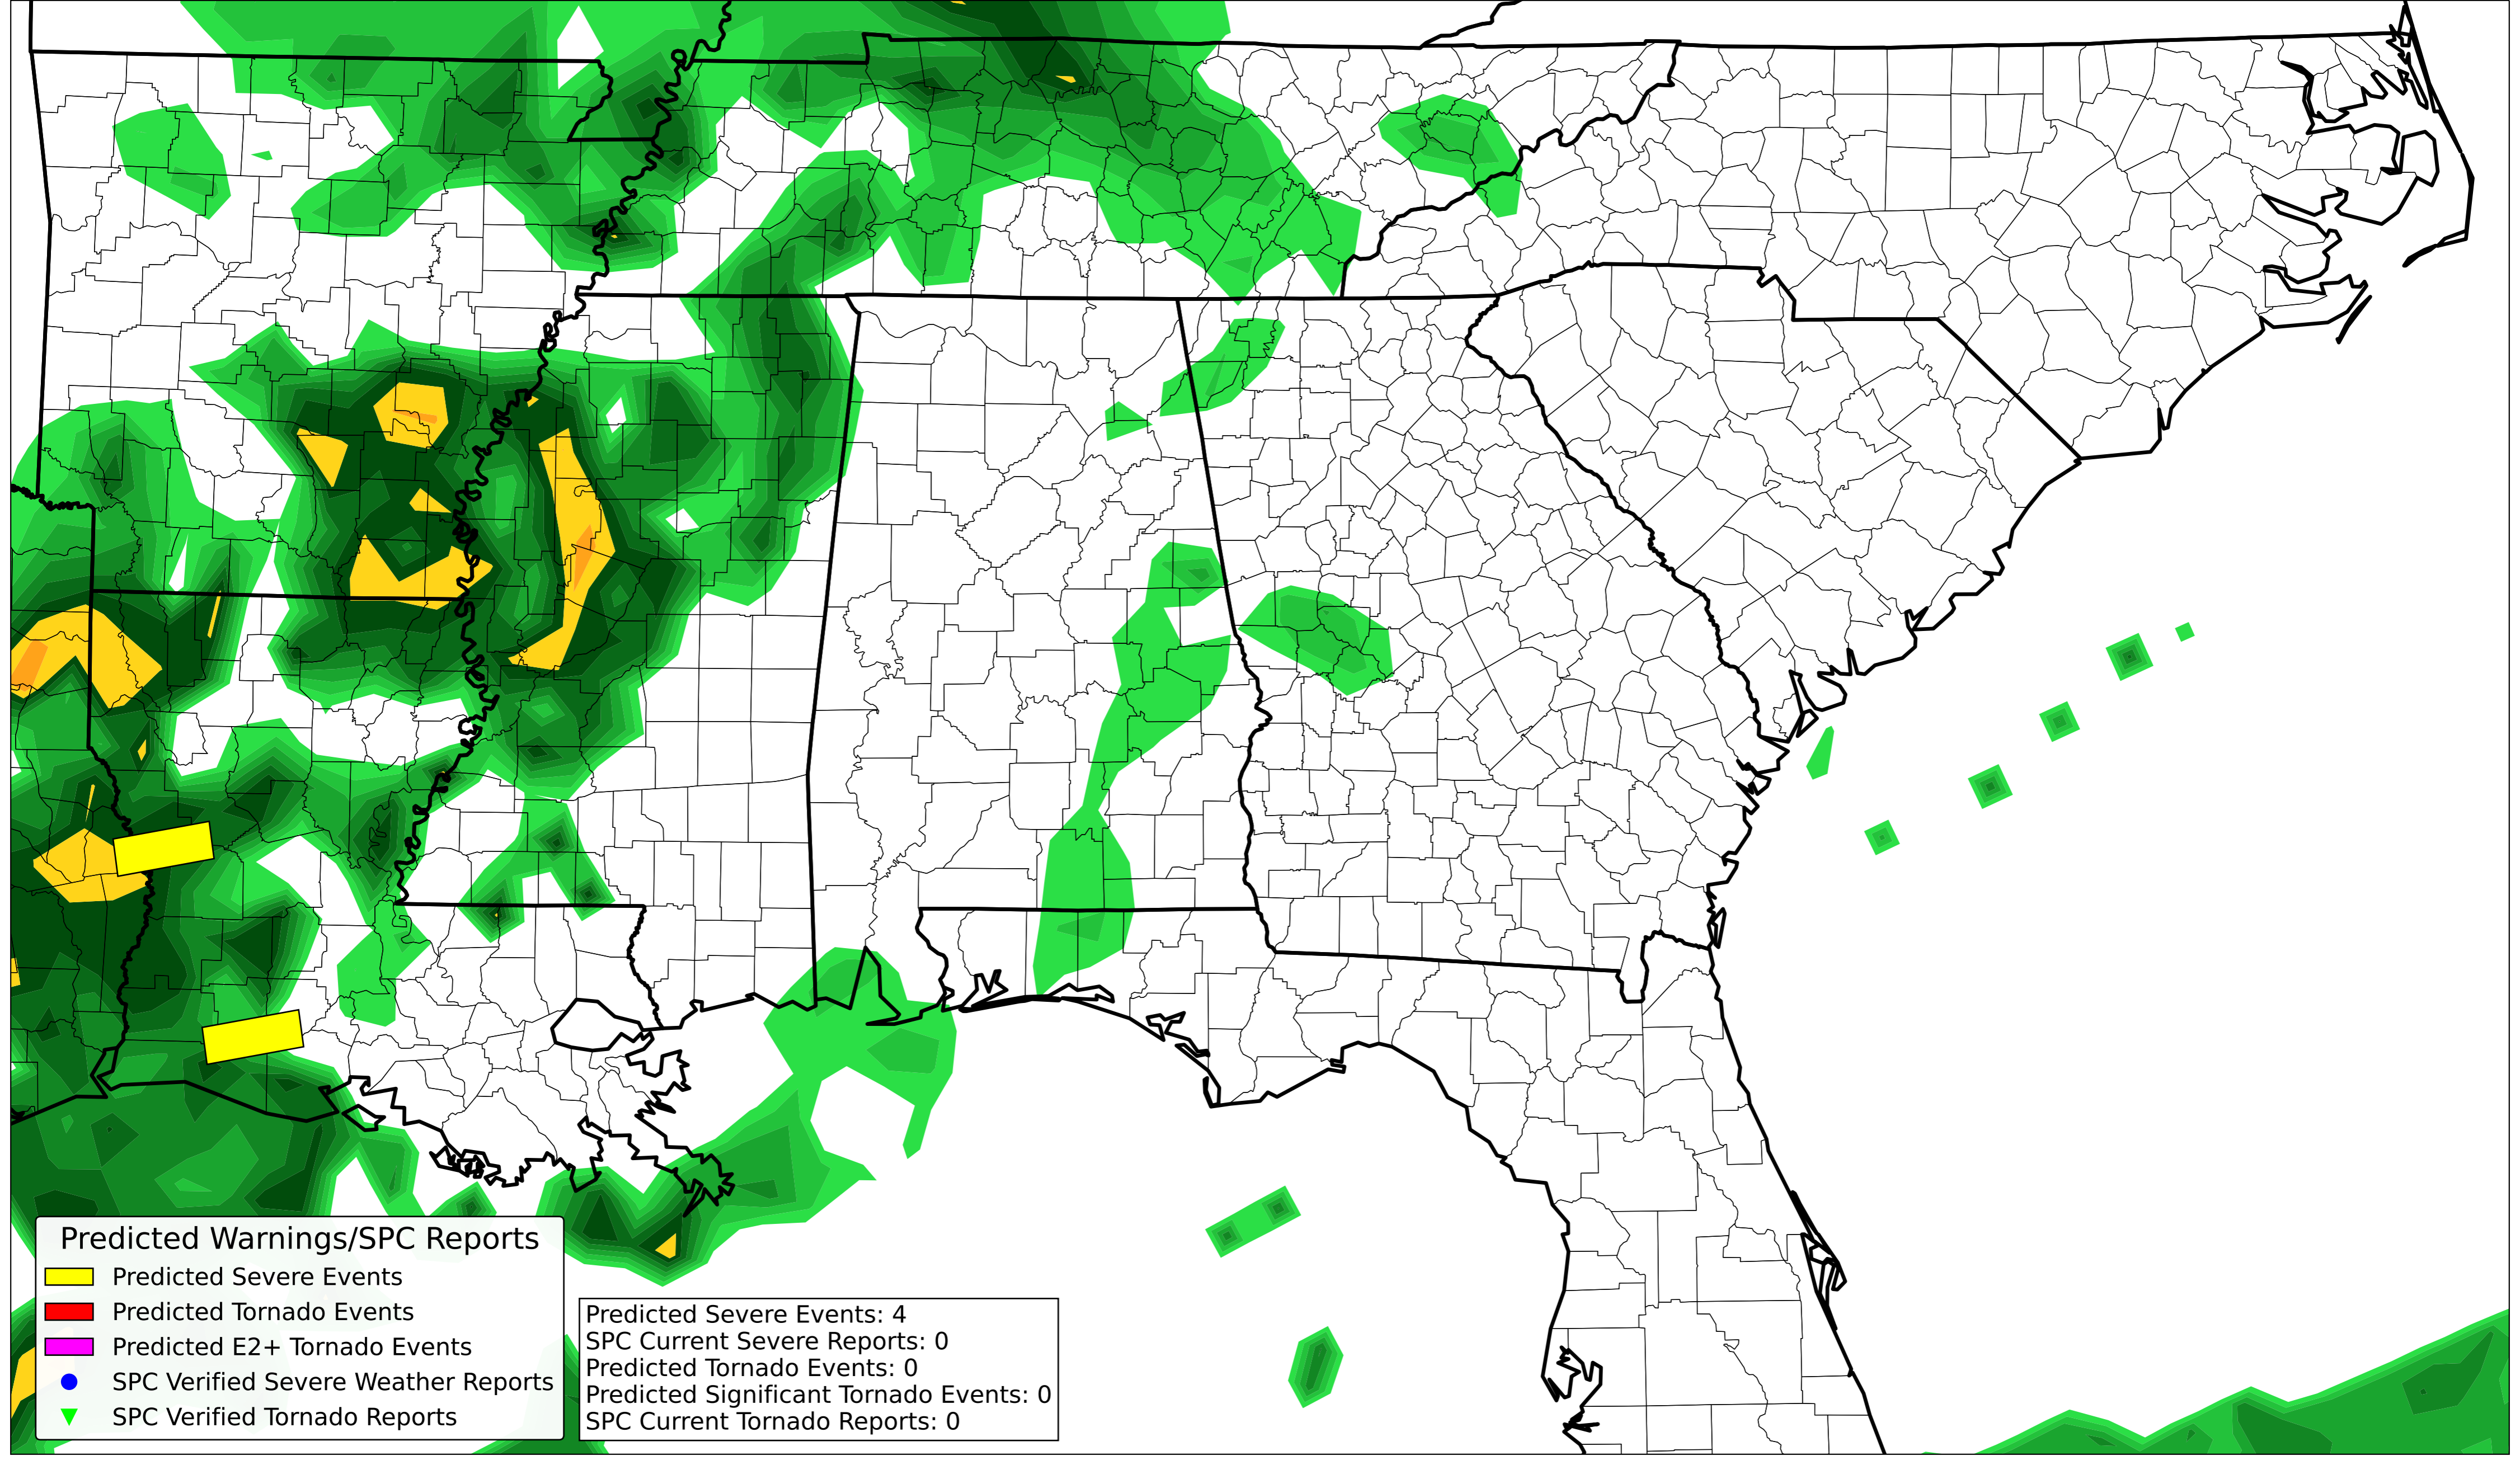 Predicted Warnings/SPC Reports
Predicted Severe Events
Predicted Tornado Events
Predicted E2+ Tornado Events
SPC Verified Severe Weather Reports
SPC Verified Tornado Reports
Predicted Severe Events: 4
SPC Current Severe Reports: 0
Predicted Tornado Events: 0
Predicted Significant Tornado Events: 0
SPC Current Tornado Reports: 0